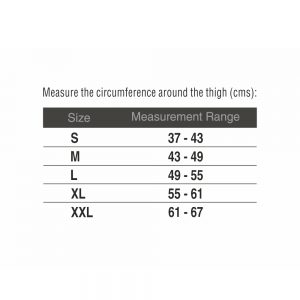 Measure the circumference around the thigh (cms):
Size Measurement Range
S 37 - 43
M 43 - 49
L 49 - 55
XL 55 - 61
XXL 61 - 67